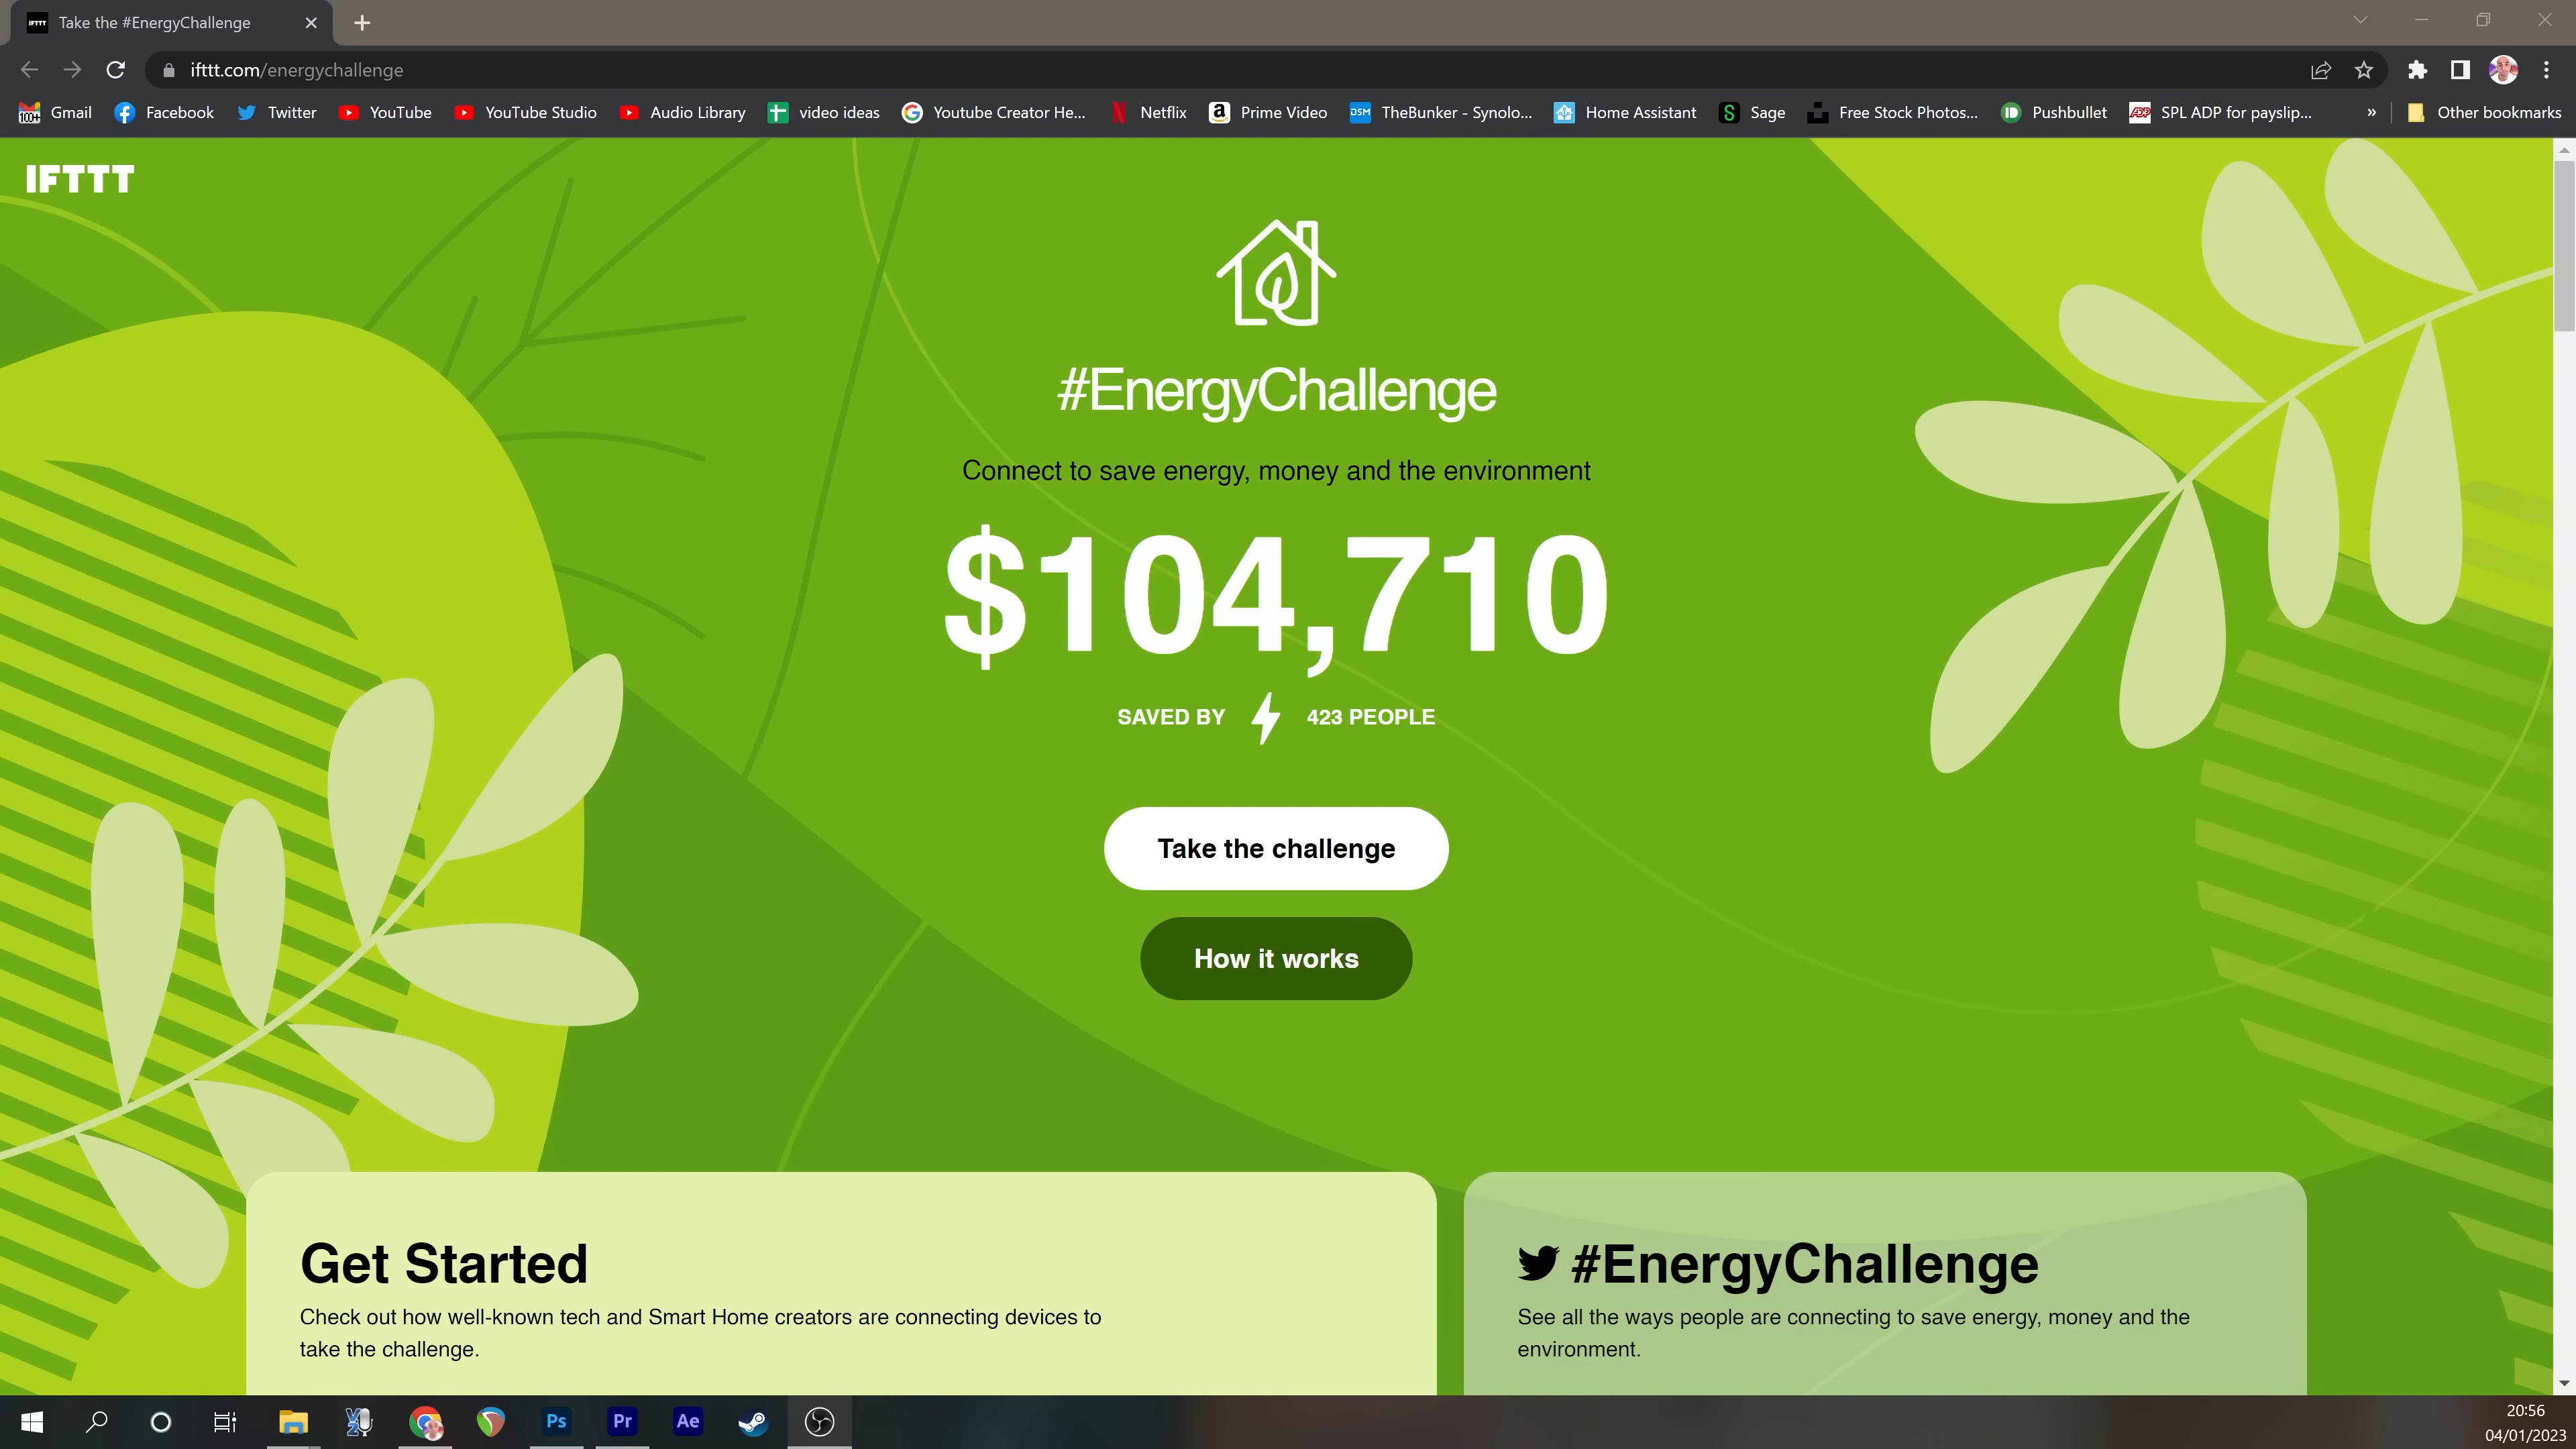 IFTTT
Take the #EnergyChallenge
ifttt.com/energychallenge
100+
Gmail
Facebook
Twitter
YouTube
YouTube Studio
Audio Library
video ideas
Youtube Creator He...
Netflix
a
Prime Video
DSM
TheBunker - Synolo...
Home Assistant
S
Sage
Free Stock Photos...
Pushbullet
ADP
SPL ADP for payslip...
»
Other bookmarks
IFTTT
#EnergyChallenge
Connect to save energy, money and the environment
$104,710
SAVED BY 423 PEOPLE
Take the challenge
How it works
Get Started
Check out how well-known tech and Smart Home creators are connecting devices to
take the challenge.
#EnergyChallenge
See all the ways people are connecting to save energy, money and the
environment.
Ps
Pr
Ae
20:56
04/01/2023